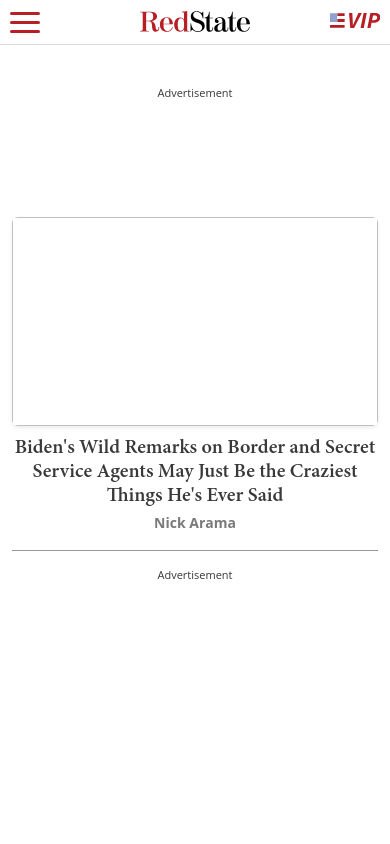 RedState
VIP
Advertisement
Biden's Wild Remarks on Border and Secret
Service Agents May Just Be the Craziest
Things He's Ever Said
Nick Arama
Advertisement